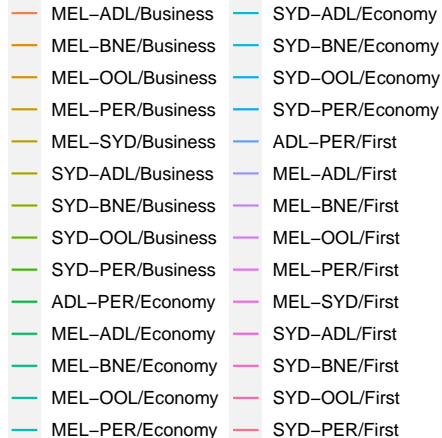 MEL−ADL/Business
MEL−BNE/Business
MEL−OOL/Business
MEL−PER/Business
MEL−SYD/Business
SYD−ADL/Business
SYD−BNE/Business
SYD−OOL/Business
SYD−PER/Business
ADL−PER/Economy
MEL−ADL/Economy
MEL−BNE/Economy
MEL−OOL/Economy
MEL−PER/Economy
SYD−ADL/Economy
SYD−BNE/Economy
SYD−OOL/Economy
SYD−PER/Economy
ADL−PER/First
MEL−ADL/First
MEL−BNE/First
MEL−OOL/First
MEL−PER/First
MEL−SYD/First
SYD−ADL/First
SYD−BNE/First
SYD−OOL/First
SYD−PER/First